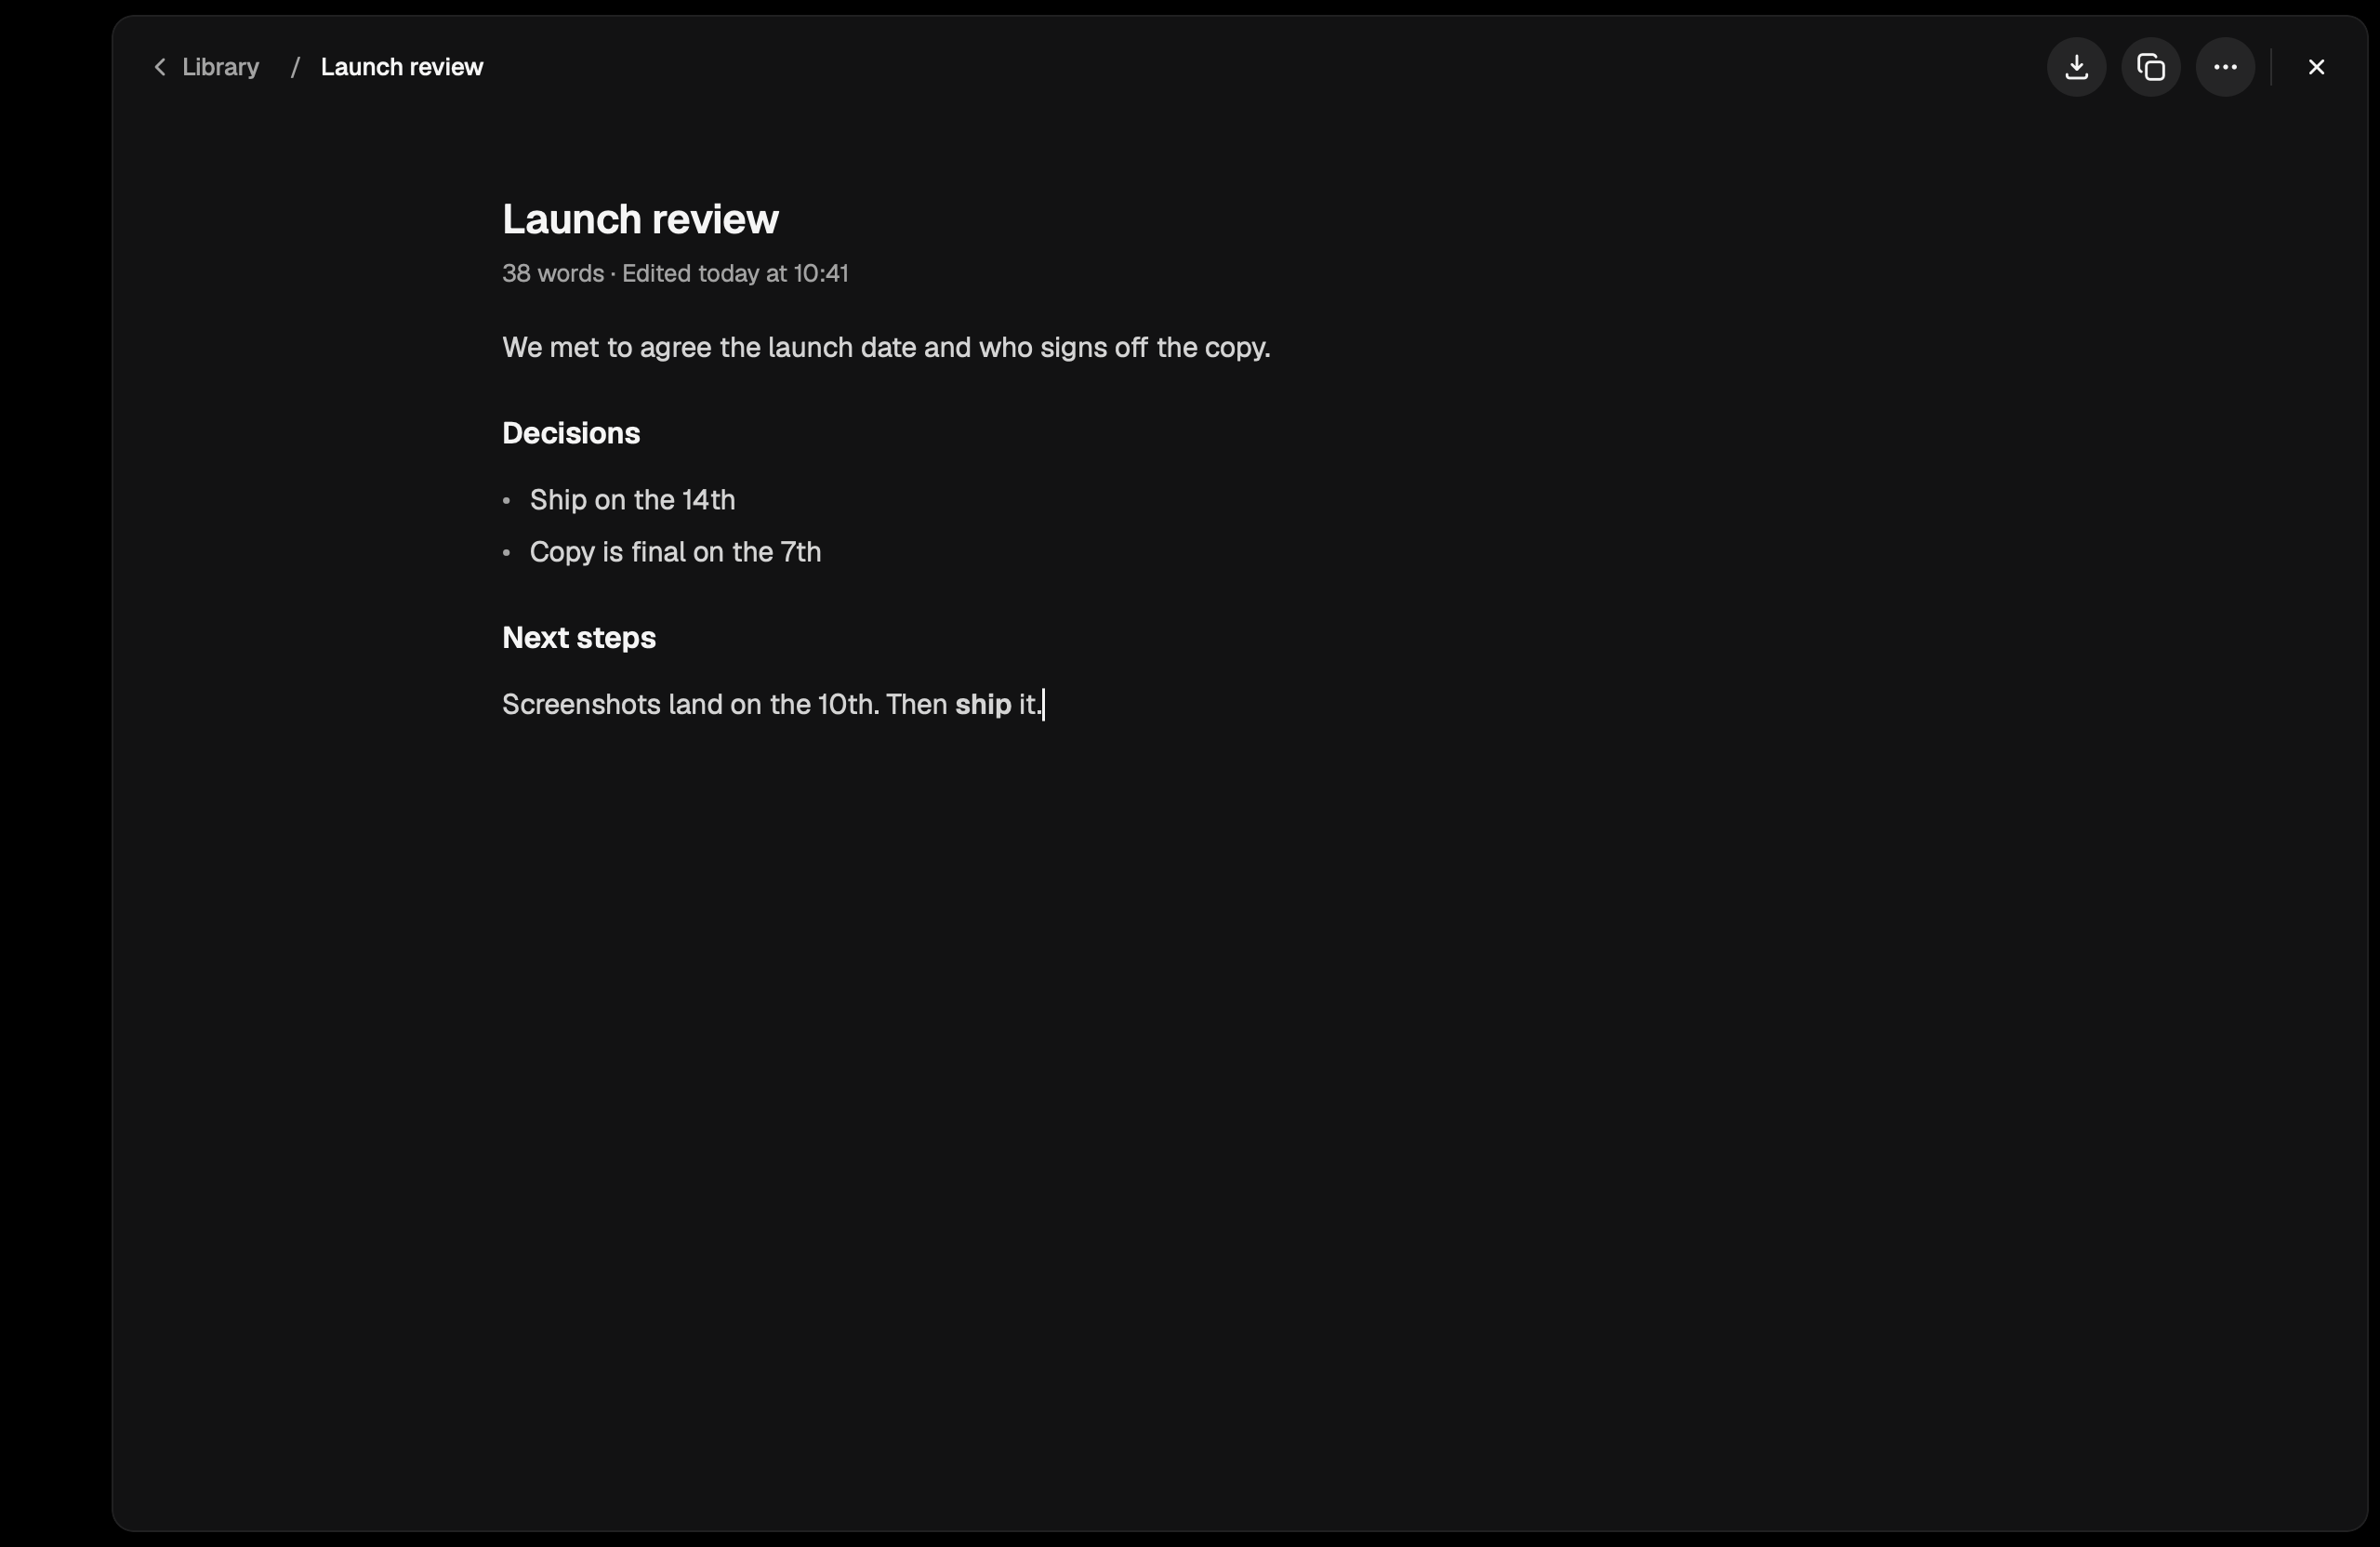 Library / Launch review
Launch review
38 words · Edited today at 10:41
We met to agree the launch date and who signs off the copy.
Decisions
• Ship on the 14th
• Copy is final on the 7th
Next steps
Screenshots land on the 10th. Then ship it.